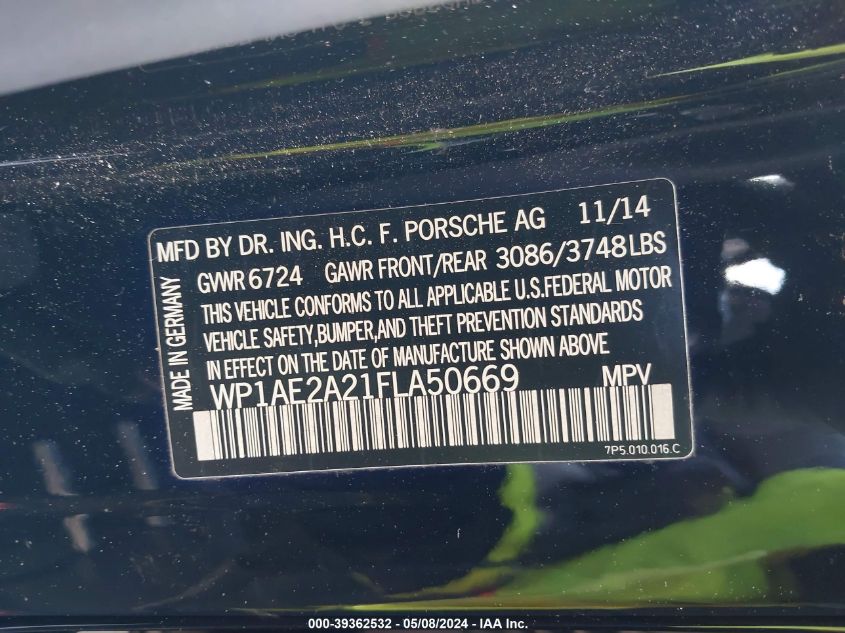 MFD BY DR. ING. H.C. F. PORSCHE AG 11/14
GVWR 6724 GAWR FRONT/REAR 3086/3748LBS
THIS VEHICLE CONFORMS TO ALL APPLICABLE U.S.FEDERAL MOTOR
VEHICLE SAFETY,BUMPER,AND THEFT PREVENTION STANDARDS
IN EFFECT ON THE DATE OF MANUFACTURE SHOWN ABOVE
WP1AE2A21FLA50669 MPV
7P5.010.016.C
MADE IN GERMANY
000-39362532 - 05/08/2024 - IAA Inc.